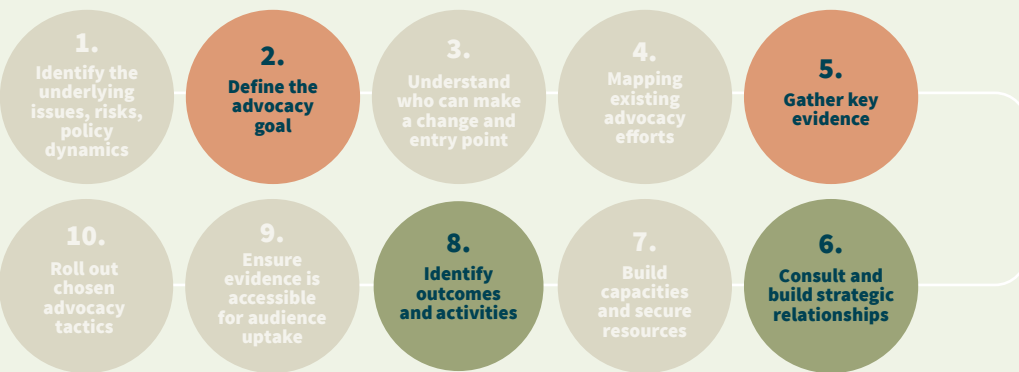 1.
Identify the
underlying
issues, risks,
policy
dynamics
2.
Define the
advocacy
goal
3.
Understand
who can make
a change and
entry point
4.
Mapping
existing
advocacy
efforts
5.
Gather key
evidence
10.
Roll out
chosen
advocacy
tactics
9.
Ensure
evidence is
accessible
for audience
uptake
8.
Identify
outcomes
and activities
7.
Build
capacities
and secure
resources
6.
Consult and
build strategic
relationships